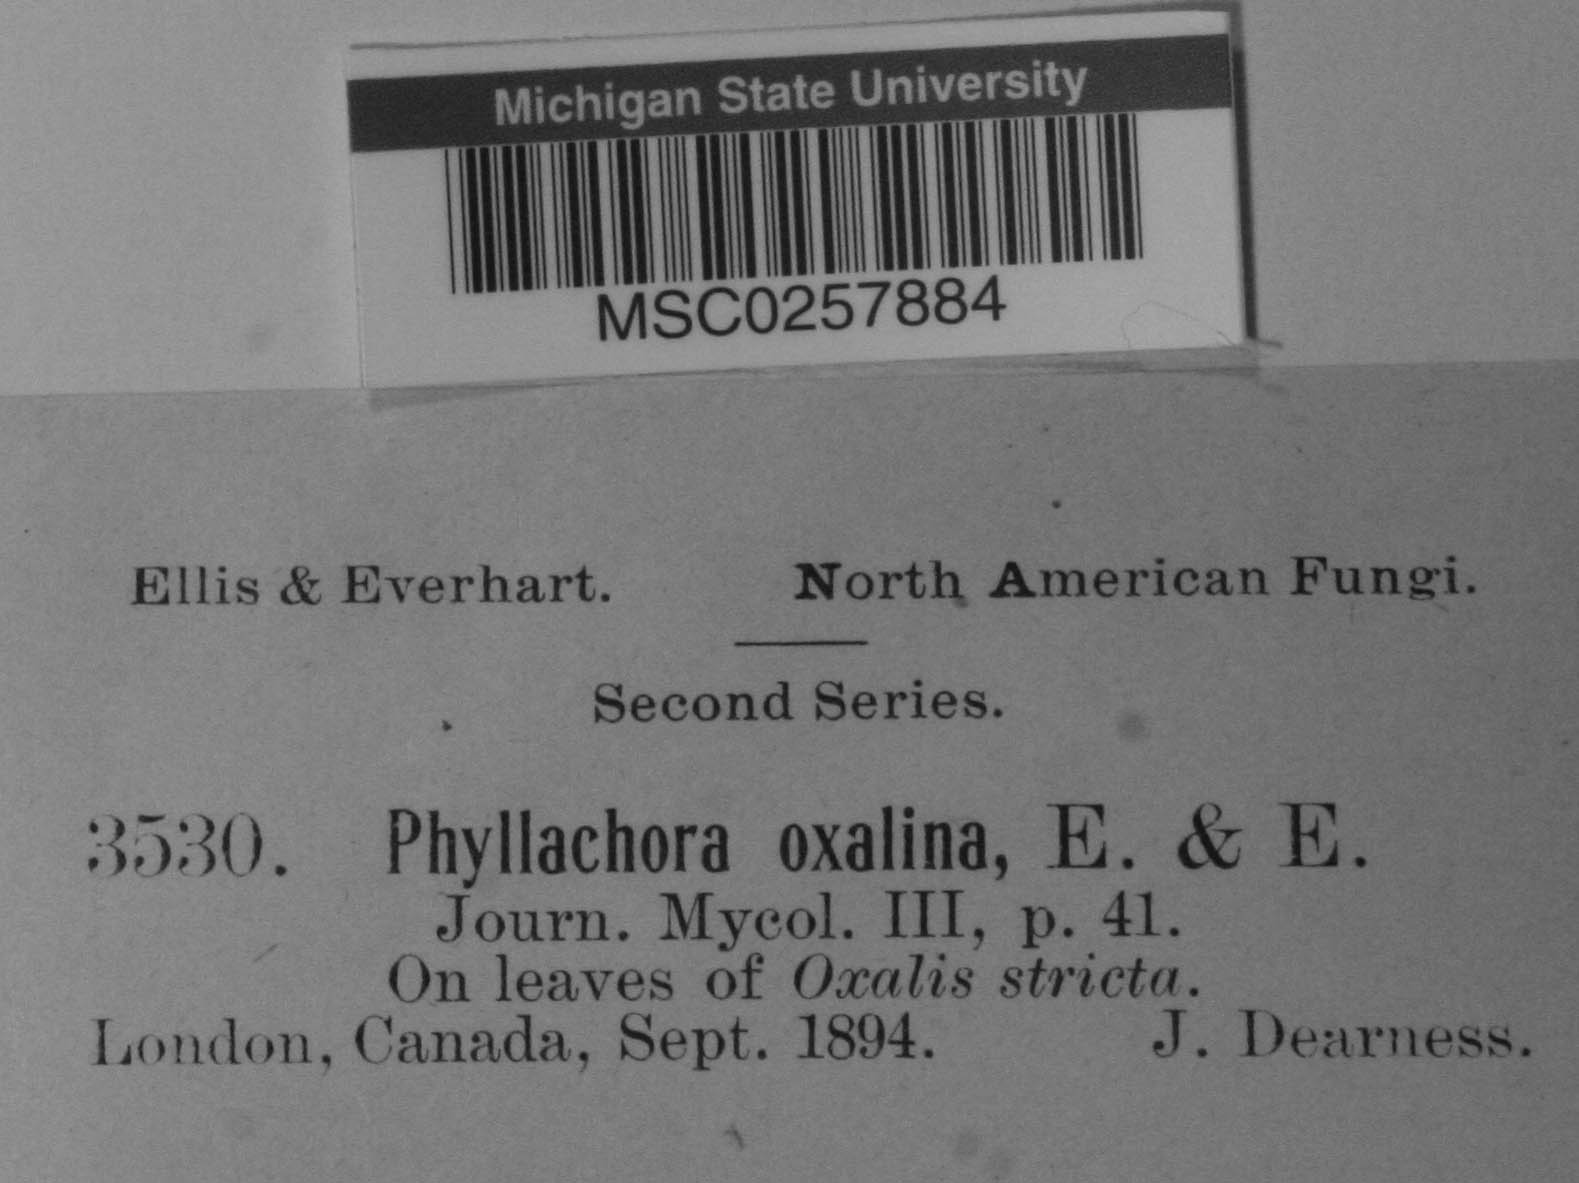 Michigan State University
MSC0257884
Ellis & Everhart. North American Fungi.
Second Series.
3530. Phyllachora oxalina, E. & E.
Journ. Mycol. III, p. 41.
On leaves of Oxalis stricta.
London, Canada, Sept. 1894. J. Dearness.